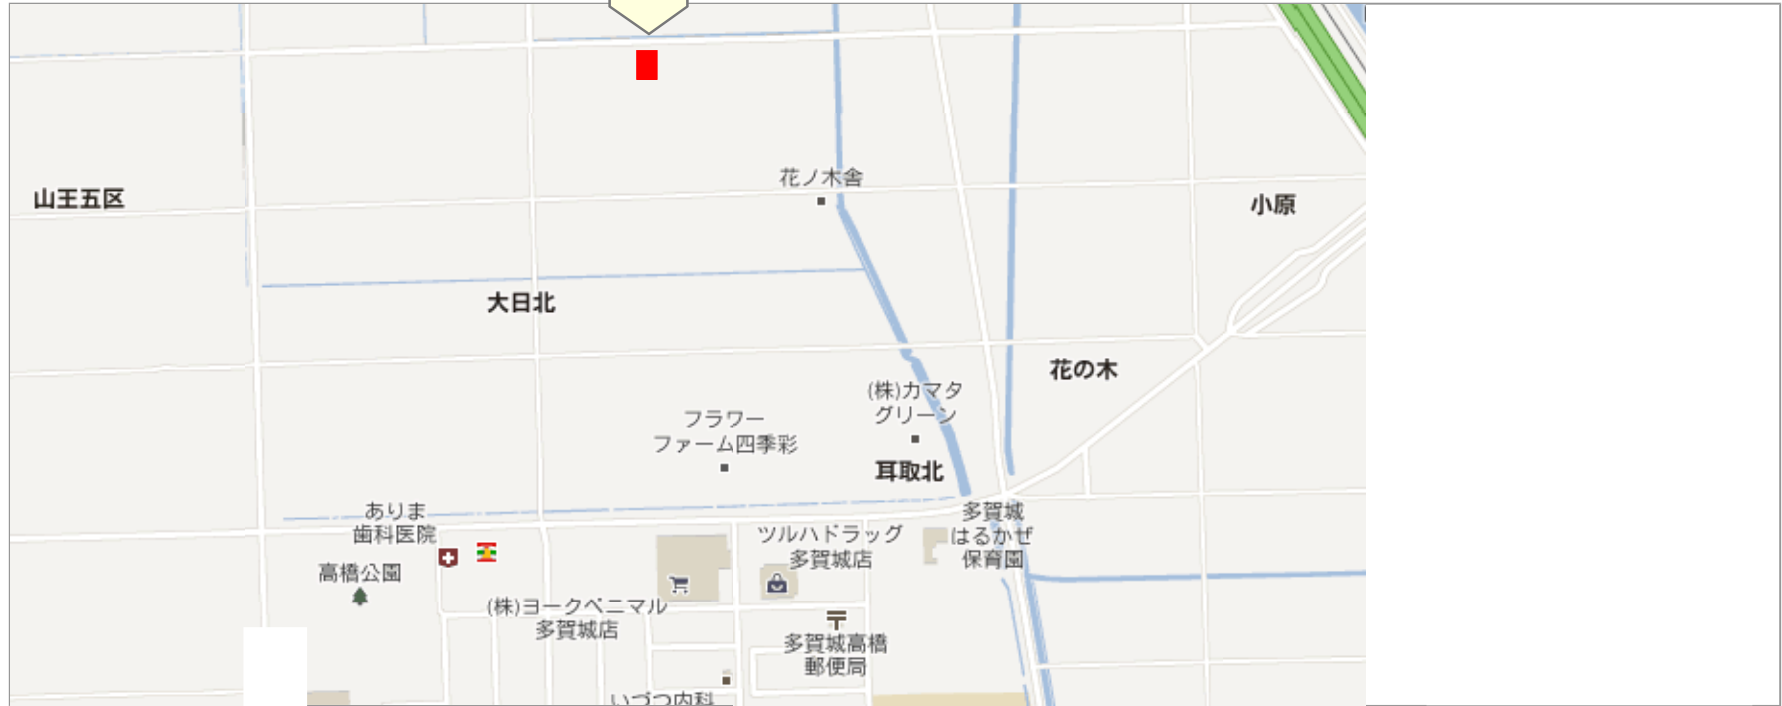 花ノ木舎
山王五区
小原
大日北
花の木
(株)カマタ
グリーン
フラワー
ファーム四季彩
耳取北
ありま
歯科医院
多賀城
はるかぜ
保育園
ツルハドラッグ
多賀城店
高橋公園
(株)ヨークベニマル
多賀城店
多賀城高橋
郵便局
いづつ内科